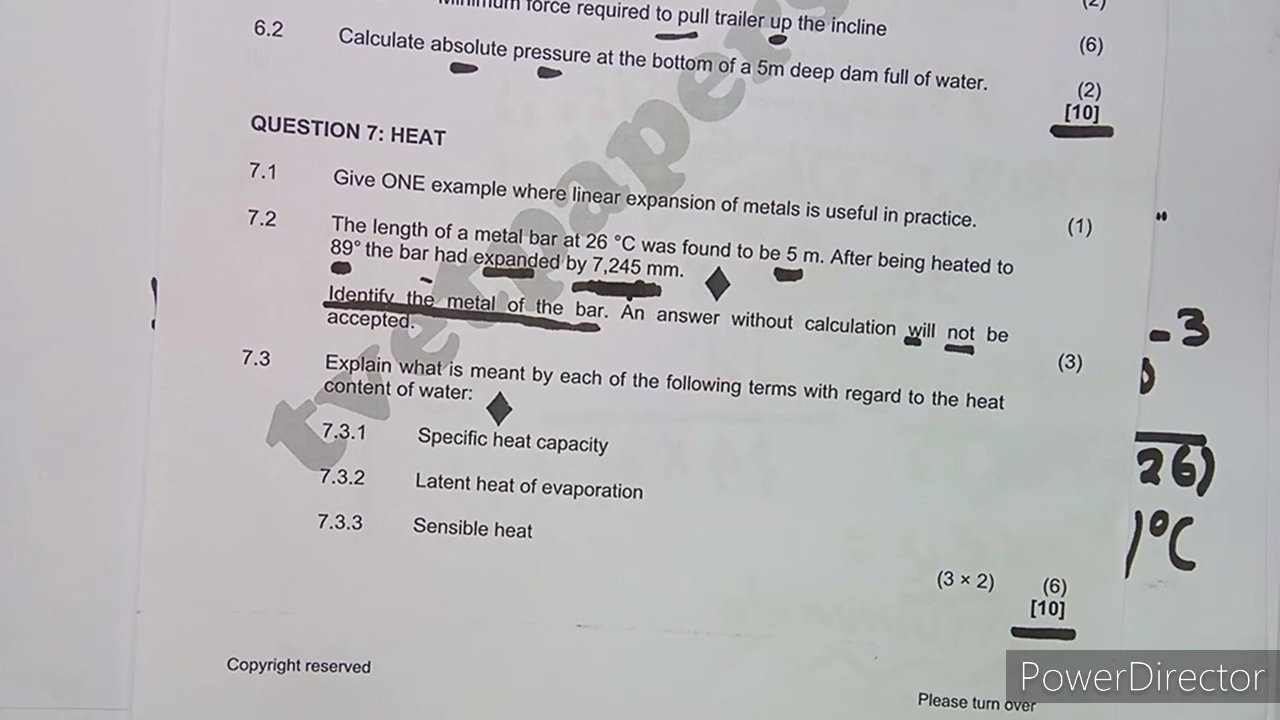 Minimum force required to pull trailer up the incline
(2)
(6)
6.2 Calculate absolute pressure at the bottom of a 5m deep dam full of water.
(2)
[10]
QUESTION 7: HEAT
7.1 Give ONE example where linear expansion of metals is useful in practice. (1)
7.2 The length of a metal bar at 26 °C was found to be 5 m. After being heated to
89° the bar had expanded by 7,245 mm.
Identify the metal of the bar. An answer without calculation will not be
accepted. (3)
7.3 Explain what is meant by each of the following terms with regard to the heat
content of water:
7.3.1 Specific heat capacity
7.3.2 Latent heat of evaporation
7.3.3 Sensible heat
(3 × 2) (6)
[10]
Copyright reserved
Please turn over
tvetpapers
-3
26)
°C
PowerDirector